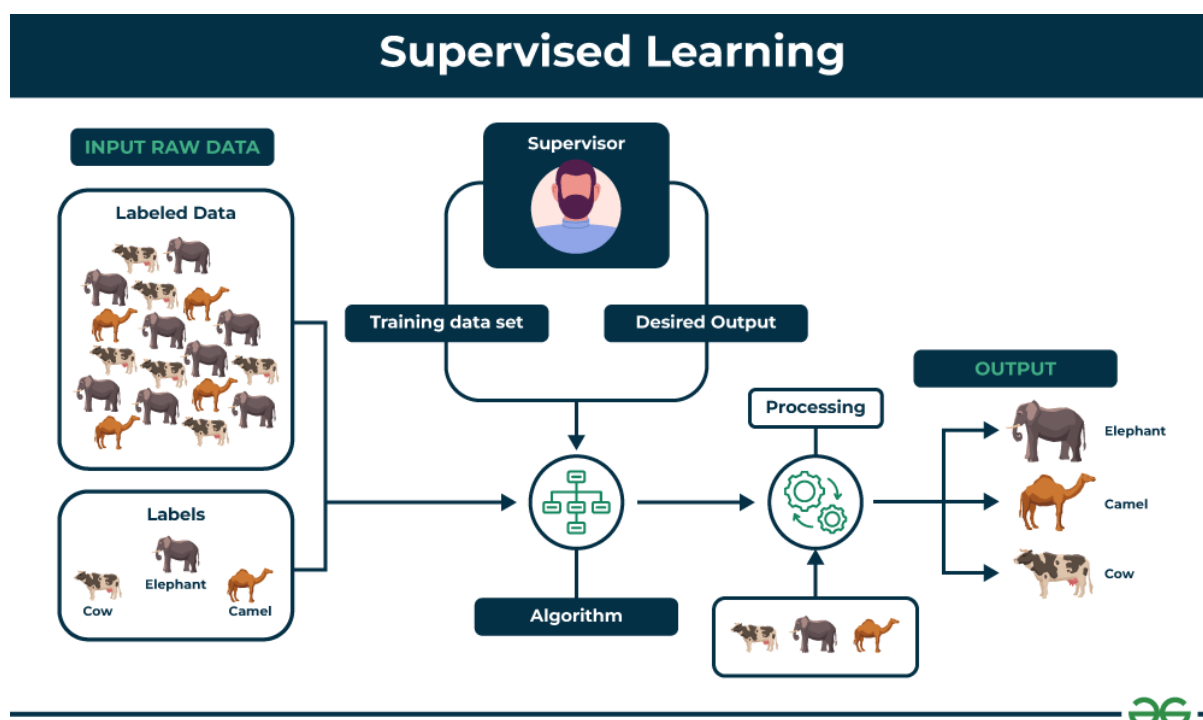 Supervised Learning
INPUT RAW DATA
Labeled Data
Labels
Cow
Elephant
Camel
Supervisor
Training data set
Desired Output
Algorithm
Processing
OUTPUT
Elephant
Camel
Cow